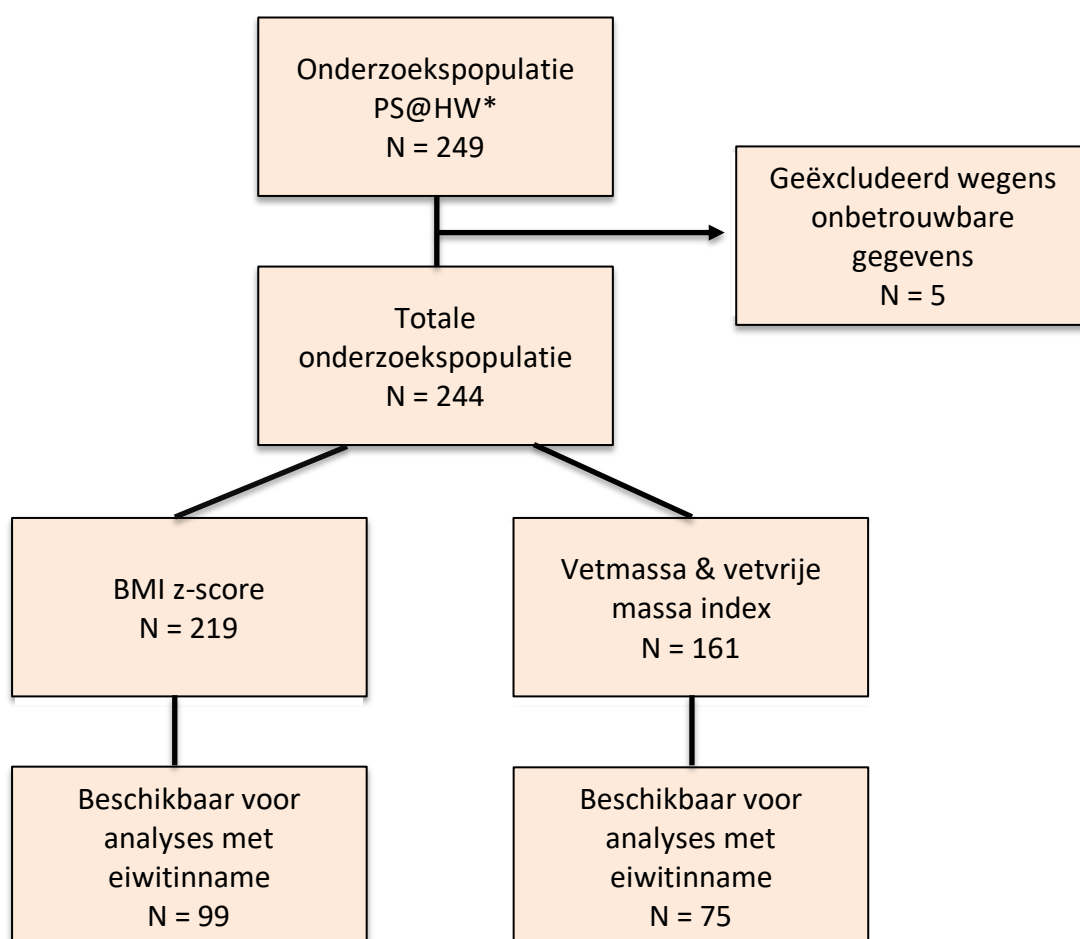 Onderzoekspopulatie
PS@HW*
N = 249
Geëxcludeerd wegens
onbetrouwbare
gegevens
N = 5
Totale
onderzoekspopulatie
N = 244
BMI z-score
N = 219
Vetmassa & vetvrije
massa index
N = 161
Beschikbaar voor
analyses met
eiwitinname
N = 99
Beschikbaar voor
analyses met
eiwitinname
N = 75